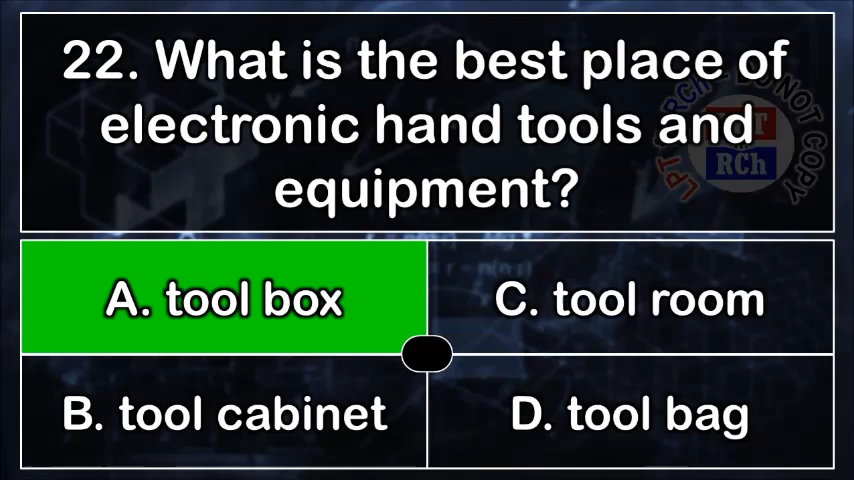 22. What is the best place of
electronic hand tools and
equipment?
A. tool box
C. tool room
B. tool cabinet
D. tool bag